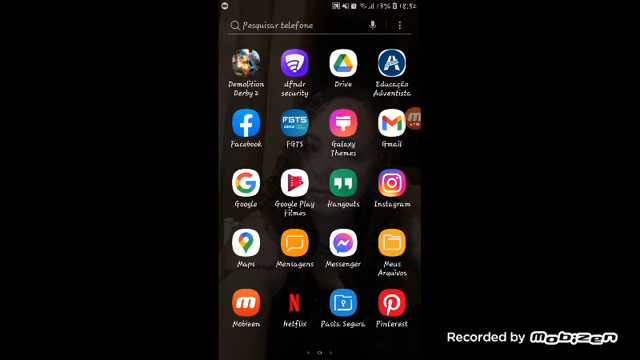 13% 18:52
Pesquisar telefone
Demolition Derby 2
dfndr security
Drive
Educação Adventista
Facebook
FGTS
Galaxy Themes
Gmail
Google
Google Play Filmes
Hangouts
Instagram
Maps
Mensagens
Messenger
Meus Arquivos
Mobizen
Netflix
Pasta Segura
Pinterest
Recorded by mobizen